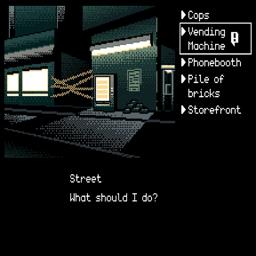 Cops
Vending
Machine
Phonebooth
Pile of
bricks
Storefront
Street
What should I do?